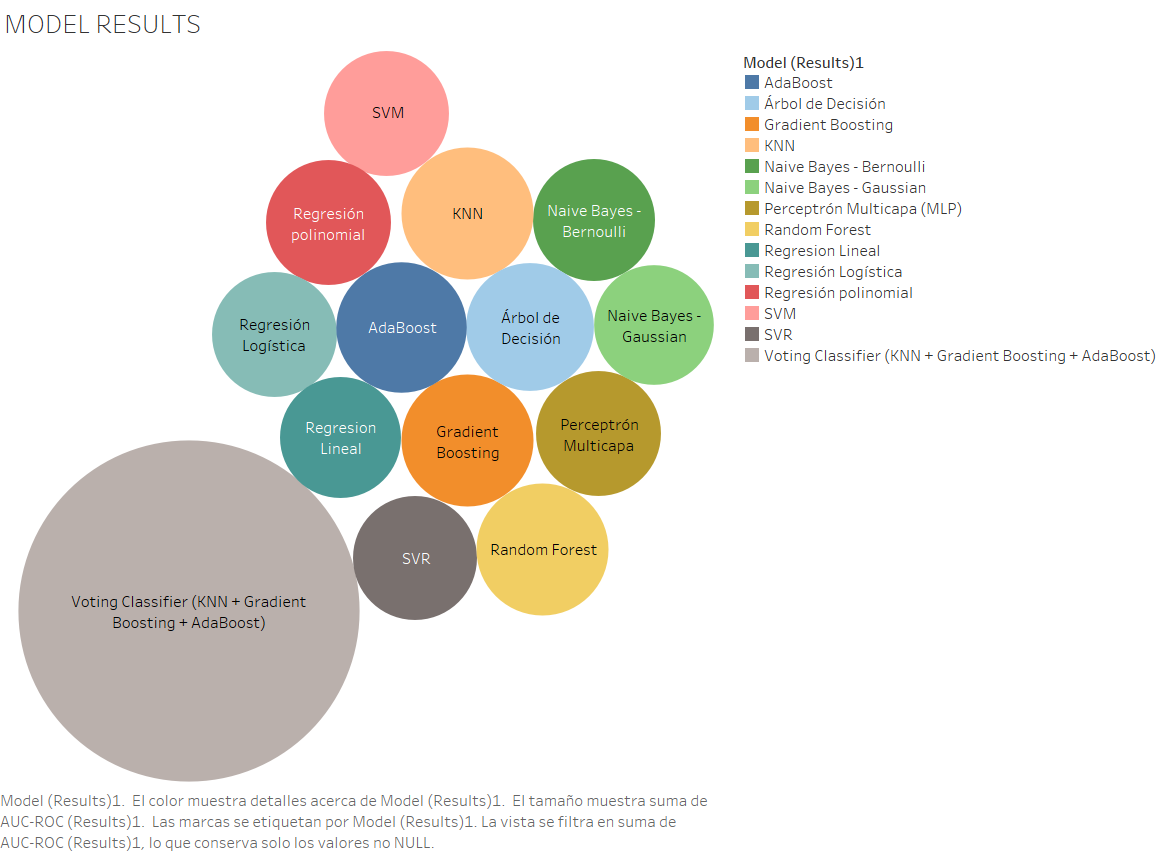 MODEL RESULTS
SVM
Regresión
polinomial
KNN
Naive Bayes -
Bernoulli
Regresión
Logística
AdaBoost
Árbol de
Decisión
Naive Bayes -
Gaussian
Regresion
Lineal
Gradient
Boosting
Perceptrón
Multicapa
SVR
Random Forest
Voting Classifier (KNN + Gradient
Boosting + AdaBoost)
Model (Results)1
AdaBoost
Árbol de Decisión
Gradient Boosting
KNN
Naive Bayes - Bernoulli
Naive Bayes - Gaussian
Perceptrón Multicapa (MLP)
Random Forest
Regresion Lineal
Regresión Logística
Regresión polinomial
SVM
SVR
Voting Classifier (KNN + Gradient Boosting + AdaBoost)
Model (Results)1.  El color muestra detalles acerca de Model (Results)1.  El tamaño muestra suma de
AUC-ROC (Results)1.  Las marcas se etiquetan por Model (Results)1. La vista se filtra en suma de
AUC-ROC (Results)1, lo que conserva solo los valores no NULL.